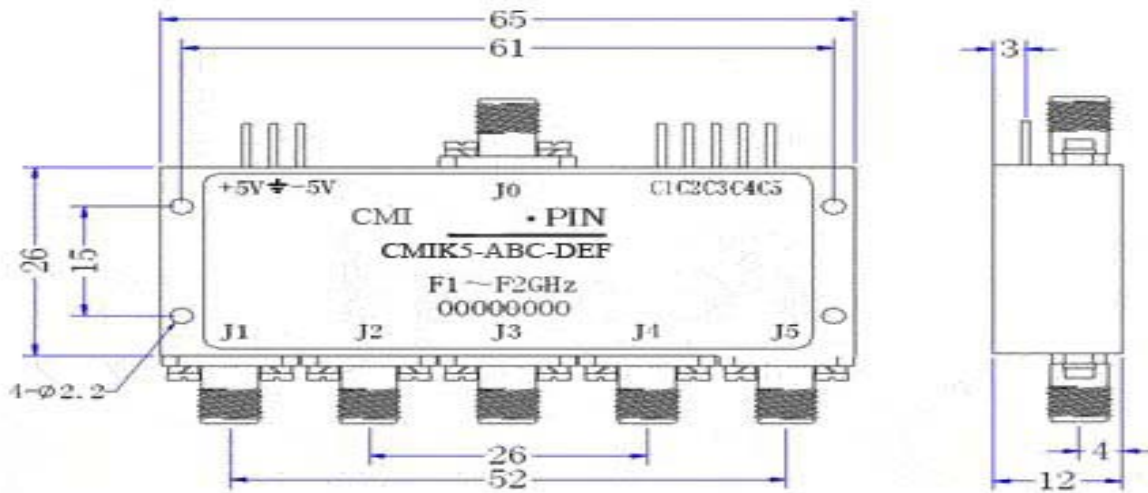 65
61
3
+5V ⏚ -5V
J0
C1C2C3C4C5
CMI · PIN
CMIK5-ABC-DEF
F1～F2GHz
00000000
26
15
J1 J2 J3 J4 J5
4-Ø2.2
26
52
4
12